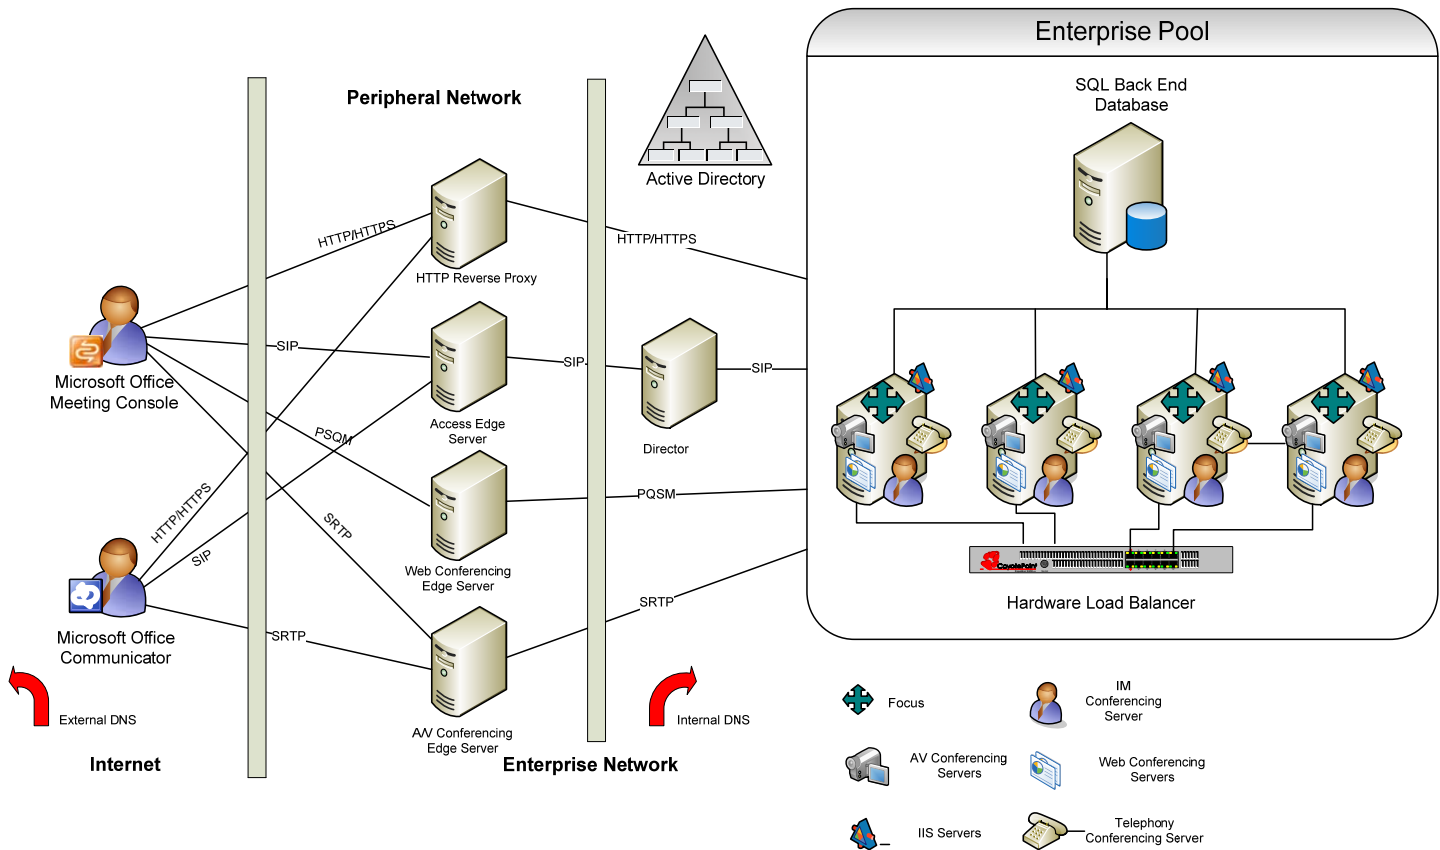 Enterprise Pool
Peripheral Network
SQL Back End
Database
Active Directory
HTTP/HTTPS
HTTP/HTTPS
HTTP Reverse Proxy
SIP
SIP
SIP
Microsoft Office
Meeting Console
Access Edge
Server
Director
PSQM
PQSM
HTTP/HTTPS
SRTP
SIP
Web Conferencing
Edge Server
CoyotePoint
Hardware Load Balancer
SRTP
SRTP
Microsoft Office
Communicator
External DNS
Internal DNS
A/V Conferencing
Edge Server
Internet
Enterprise Network
Focus
IM
Conferencing
Server
AV Conferencing
Servers
Web Conferencing
Servers
IIS Servers
Telephony
Conferencing Server